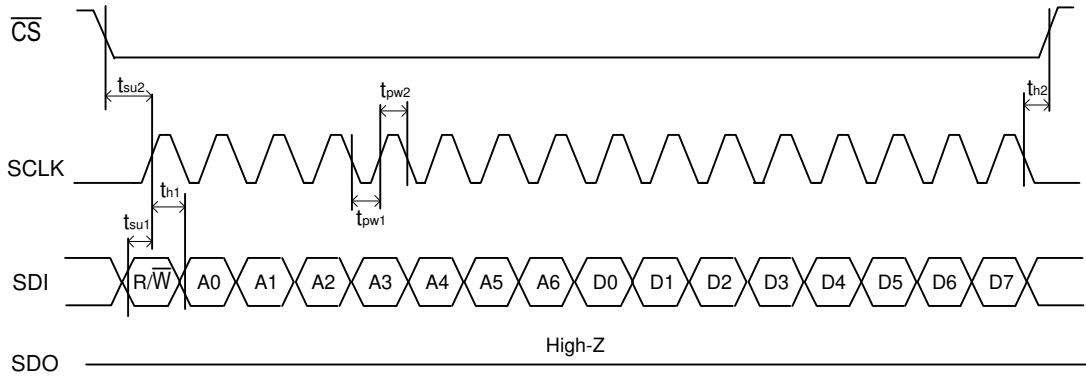 C̅S̅
tsu2
tpw2
th2
SCLK
th1
tpw1
tsu1
SDI R/W̅ A0 A1 A2 A3 A4 A5 A6 D0 D1 D2 D3 D4 D5 D6 D7
High-Z
SDO